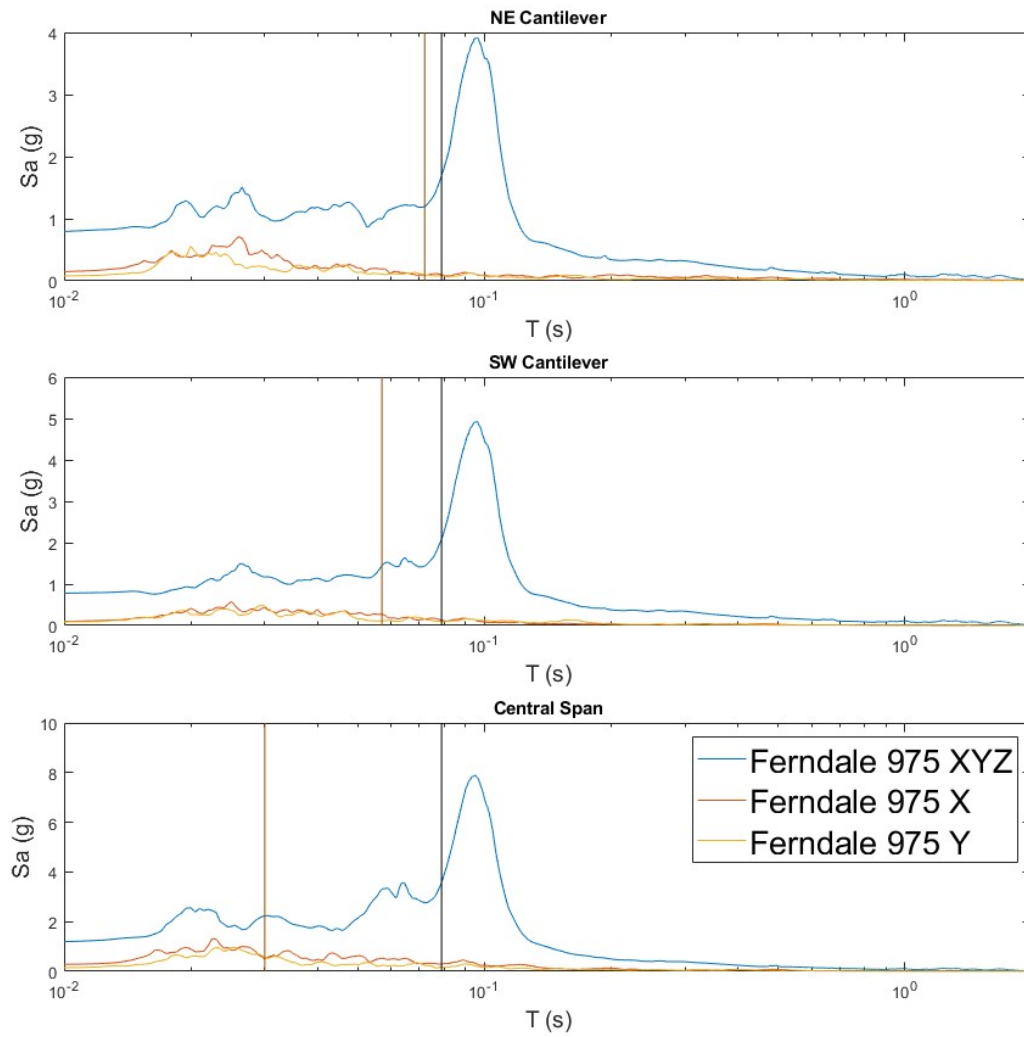 NE Cantilever
4
3
2
1
0
Sa (g)
10^-2
10^-1
10^0
T (s)
SW Cantilever
6
5
4
3
2
1
0
Sa (g)
10^-2
10^-1
10^0
T (s)
Central Span
10
8
6
4
2
0
Sa (g)
Ferndale 975 XYZ
Ferndale 975 X
Ferndale 975 Y
10^-2
10^-1
10^0
T (s)